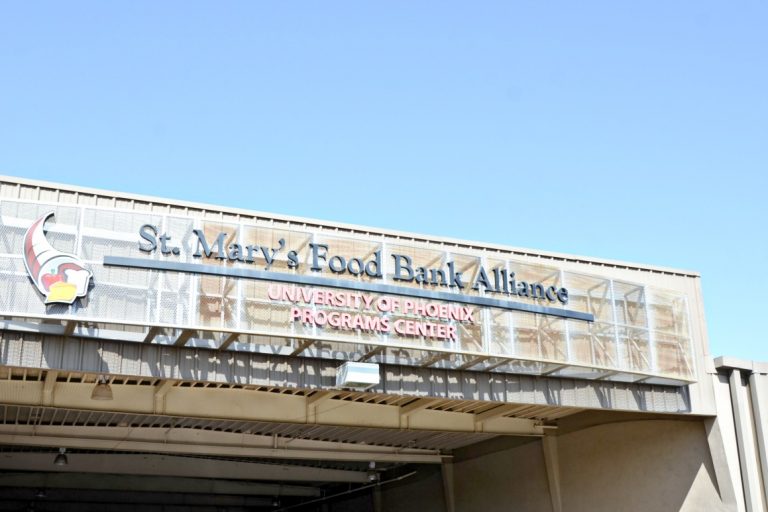 St. Mary's Food Bank Alliance
UNIVERSITY OF PHOENIX
PROGRAMS CENTER